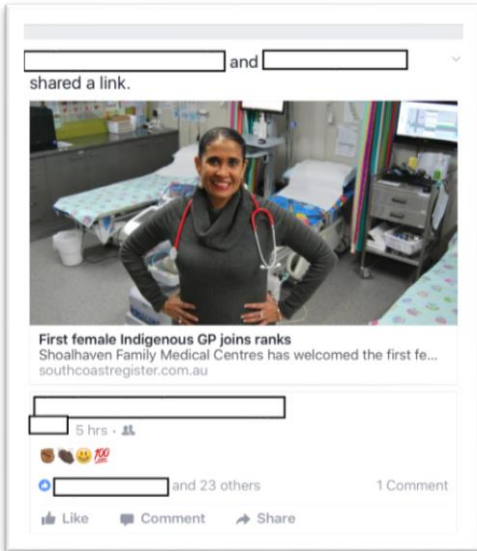 and
shared a link.
First female Indigenous GP joins ranks
Shoalhaven Family Medical Centres has welcomed the first fe...
southcoastregister.com.au
5 hrs ·
✊🏾👏🏿😀💯
and 23 others 1 Comment
Like Comment Share